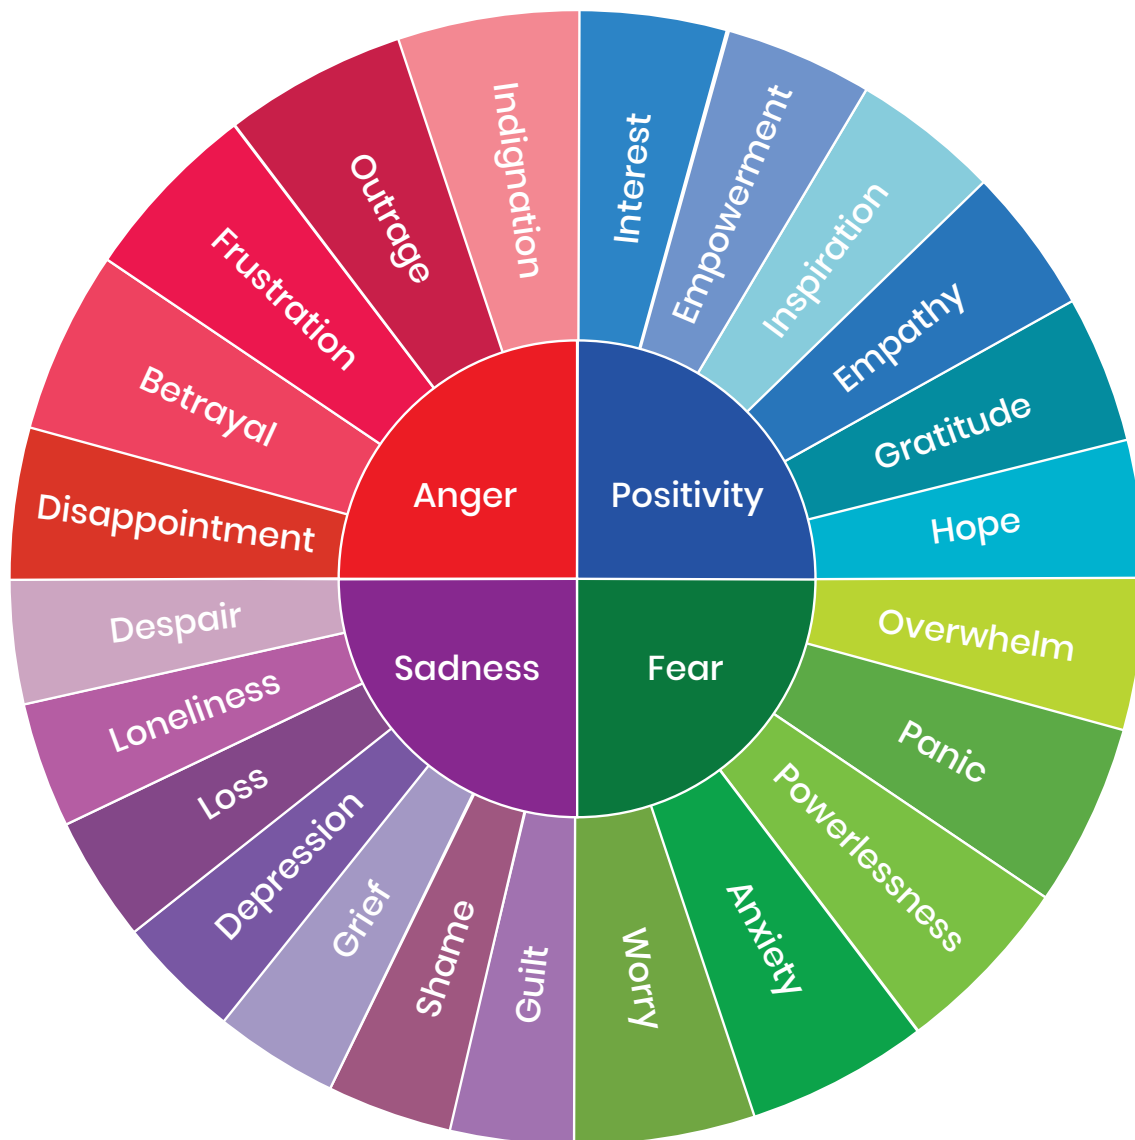 Anger
Positivity
Sadness
Fear
Interest
Empowerment
Inspiration
Empathy
Gratitude
Hope
Overwhelm
Panic
Powerlessness
Anxiety
Worry
Guilt
Shame
Grief
Depression
Loss
Loneliness
Despair
Disappointment
Betrayal
Frustration
Outrage
Indignation